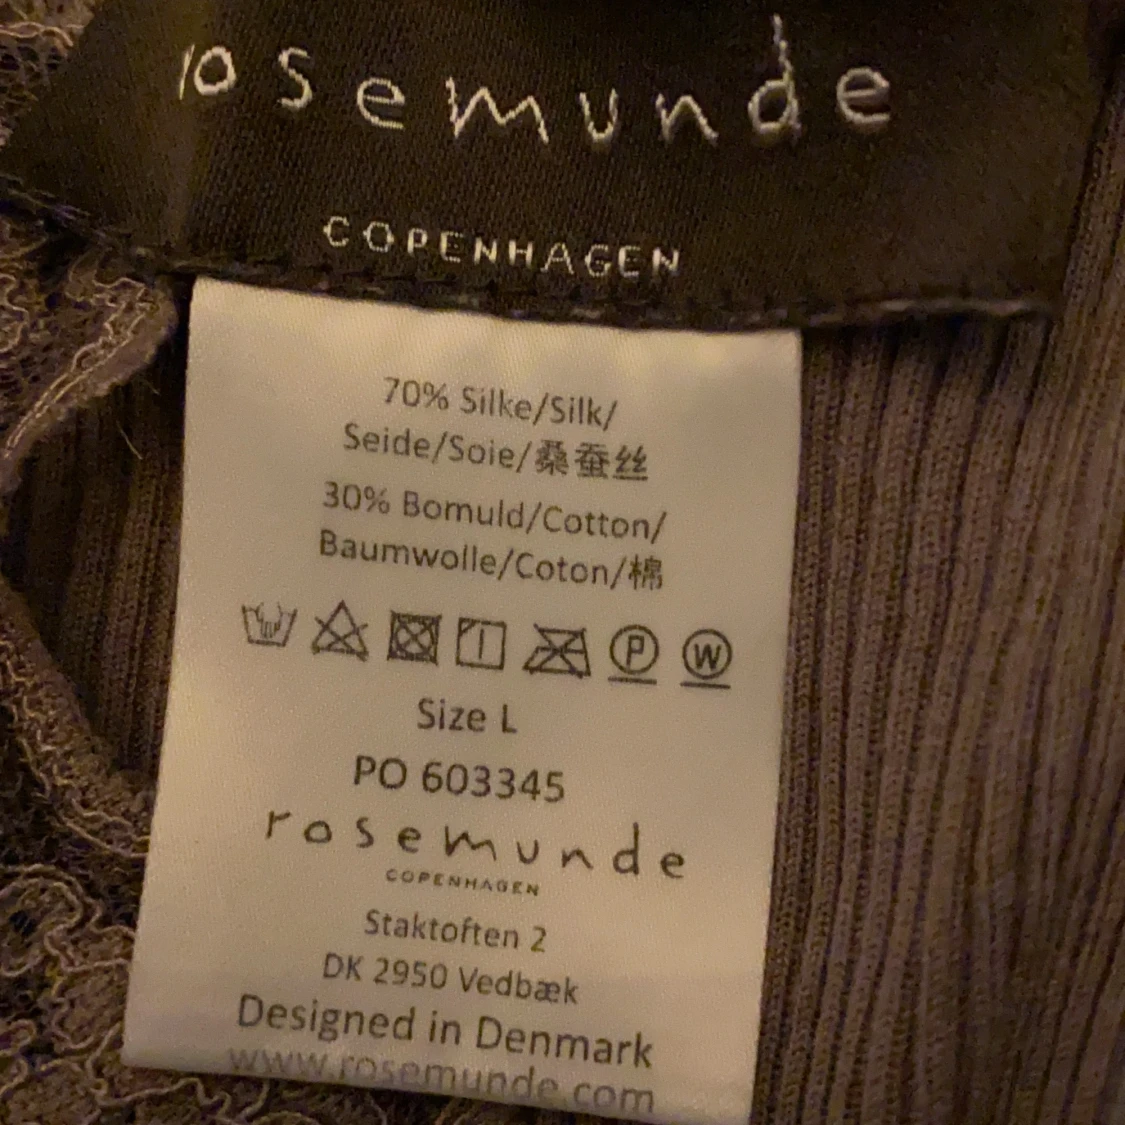 rosemunde
COPENHAGEN
70% Silke/Silk/
Seide/Soie/桑蚕丝
30% Bomuld/Cotton/
Baumwolle/Coton/棉
P W
Size L
PO 603345
rosemunde
COPENHAGEN
Staktoften 2
DK 2950 Vedbæk
Designed in Denmark
www.rosemunde.com